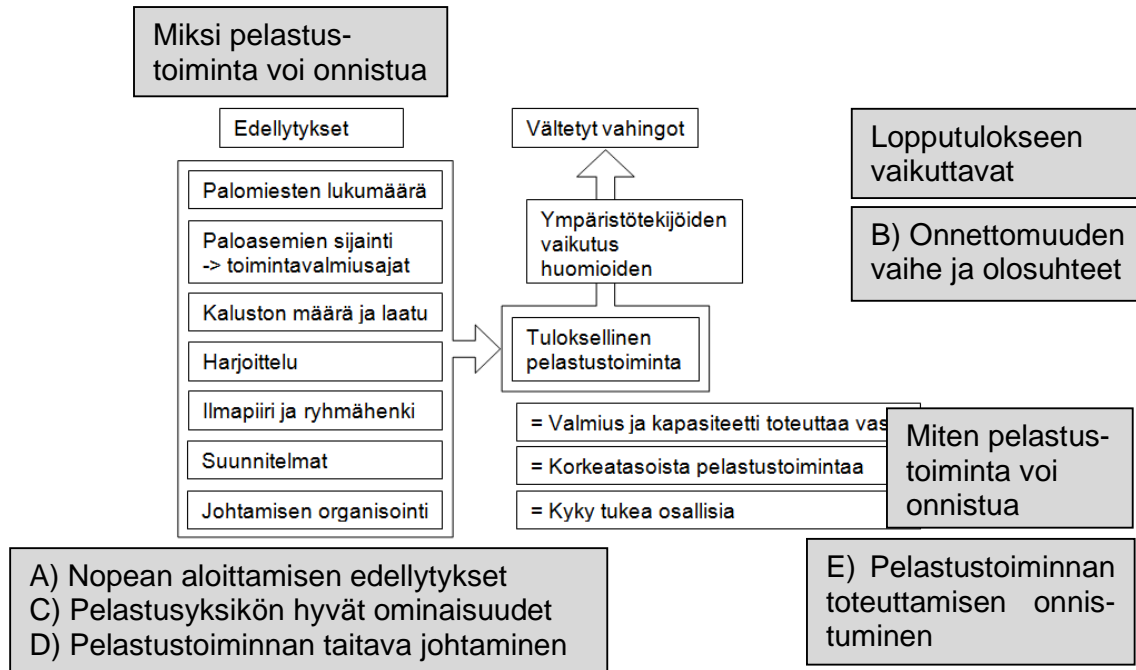 Miksi pelastus-
toiminta voi onnistua
Edellytykset
Palomiesten lukumäärä
Paloasemien sijainti
-> toimintavalmiusajat
Kaluston määrä ja laatu
Harjoittelu
Ilmapiiri ja ryhmähenki
Suunnitelmat
Johtamisen organisointi
Vältetyt vahingot
Ympäristötekijöiden
vaikutus
huomioiden
Tuloksellinen
pelastustoiminta
= Valmius ja kapasiteetti toteuttaa vas
= Korkeatasoista pelastustoimintaa
= Kyky tukea osallisia
Lopputulokseen
vaikuttavat
B) Onnettomuuden
vaihe ja olosuhteet
Miten pelastus-
toiminta voi
onnistua
A) Nopean aloittamisen edellytykset
C) Pelastusyksikön hyvät ominaisuudet
D) Pelastustoiminnan taitava johtaminen
E) Pelastustoiminnan
toteuttamisen onnis-
tuminen